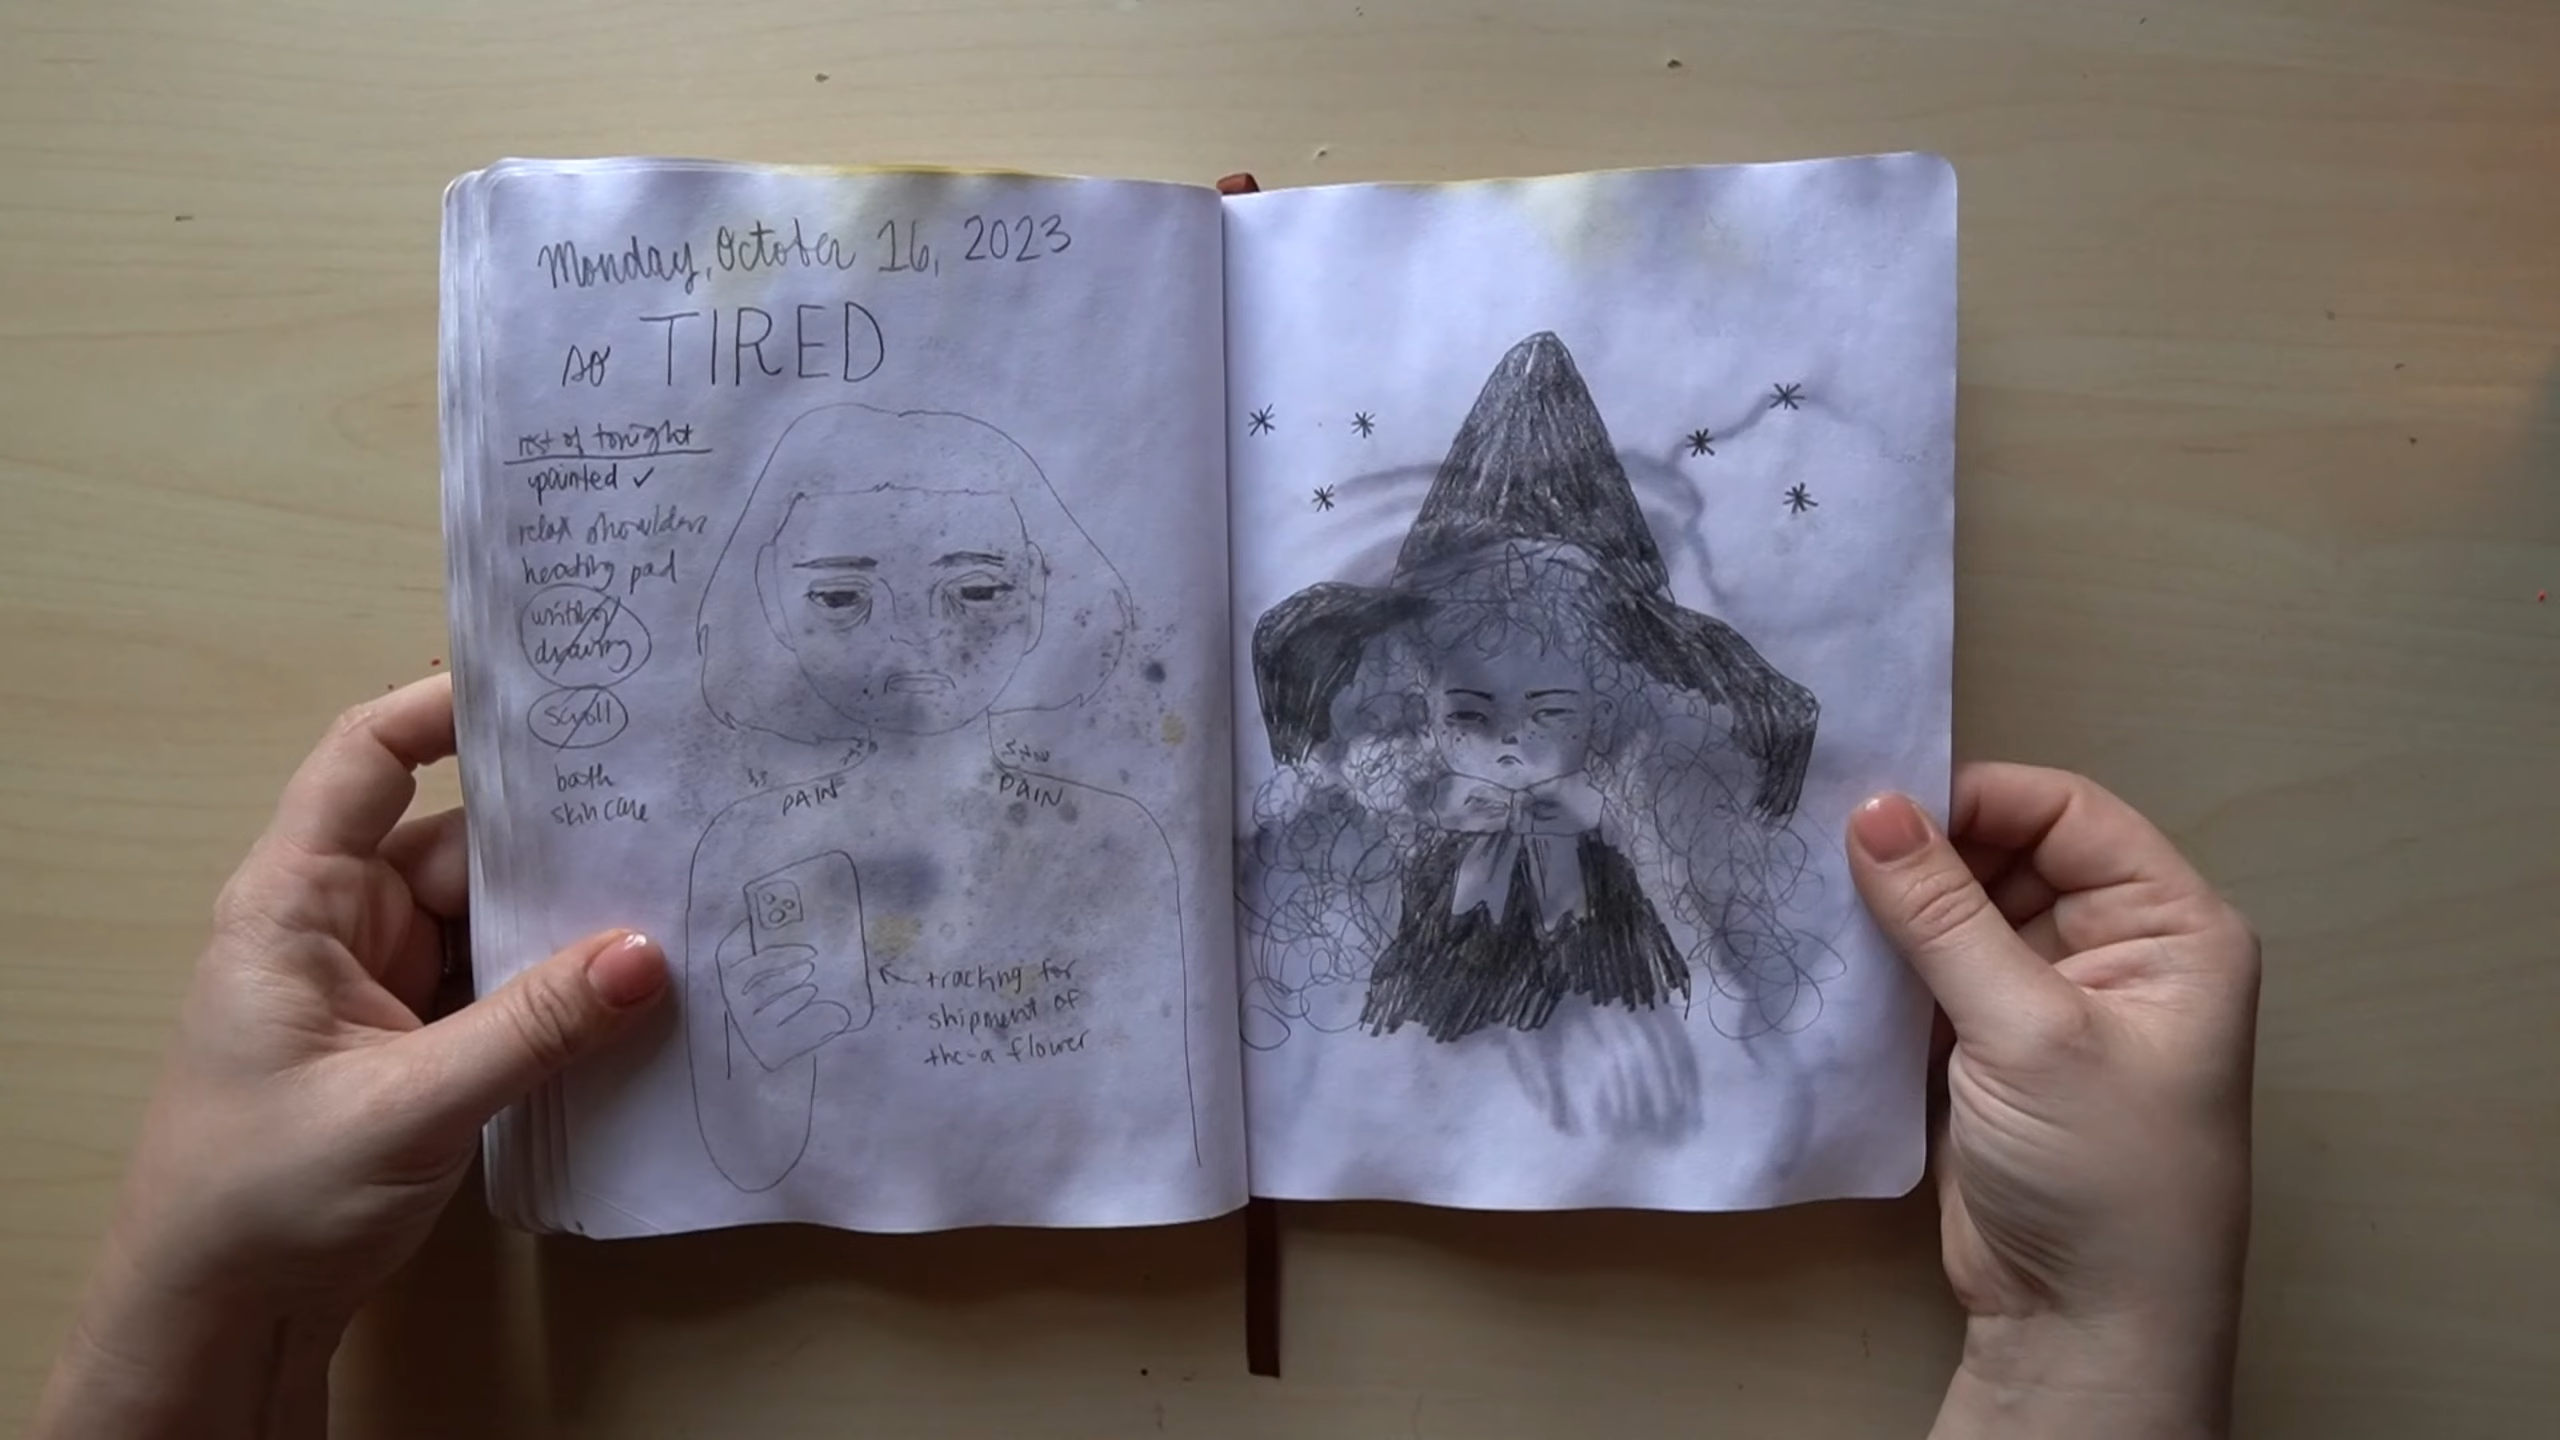 Monday, October 16, 2023
so TIRED
rest of tonight
painted ✓
relax shoulders
heating pad
writing
drawing
scroll
bath
skin care
PAIN
PAIN
tracking for
shipment of
thc-a flower